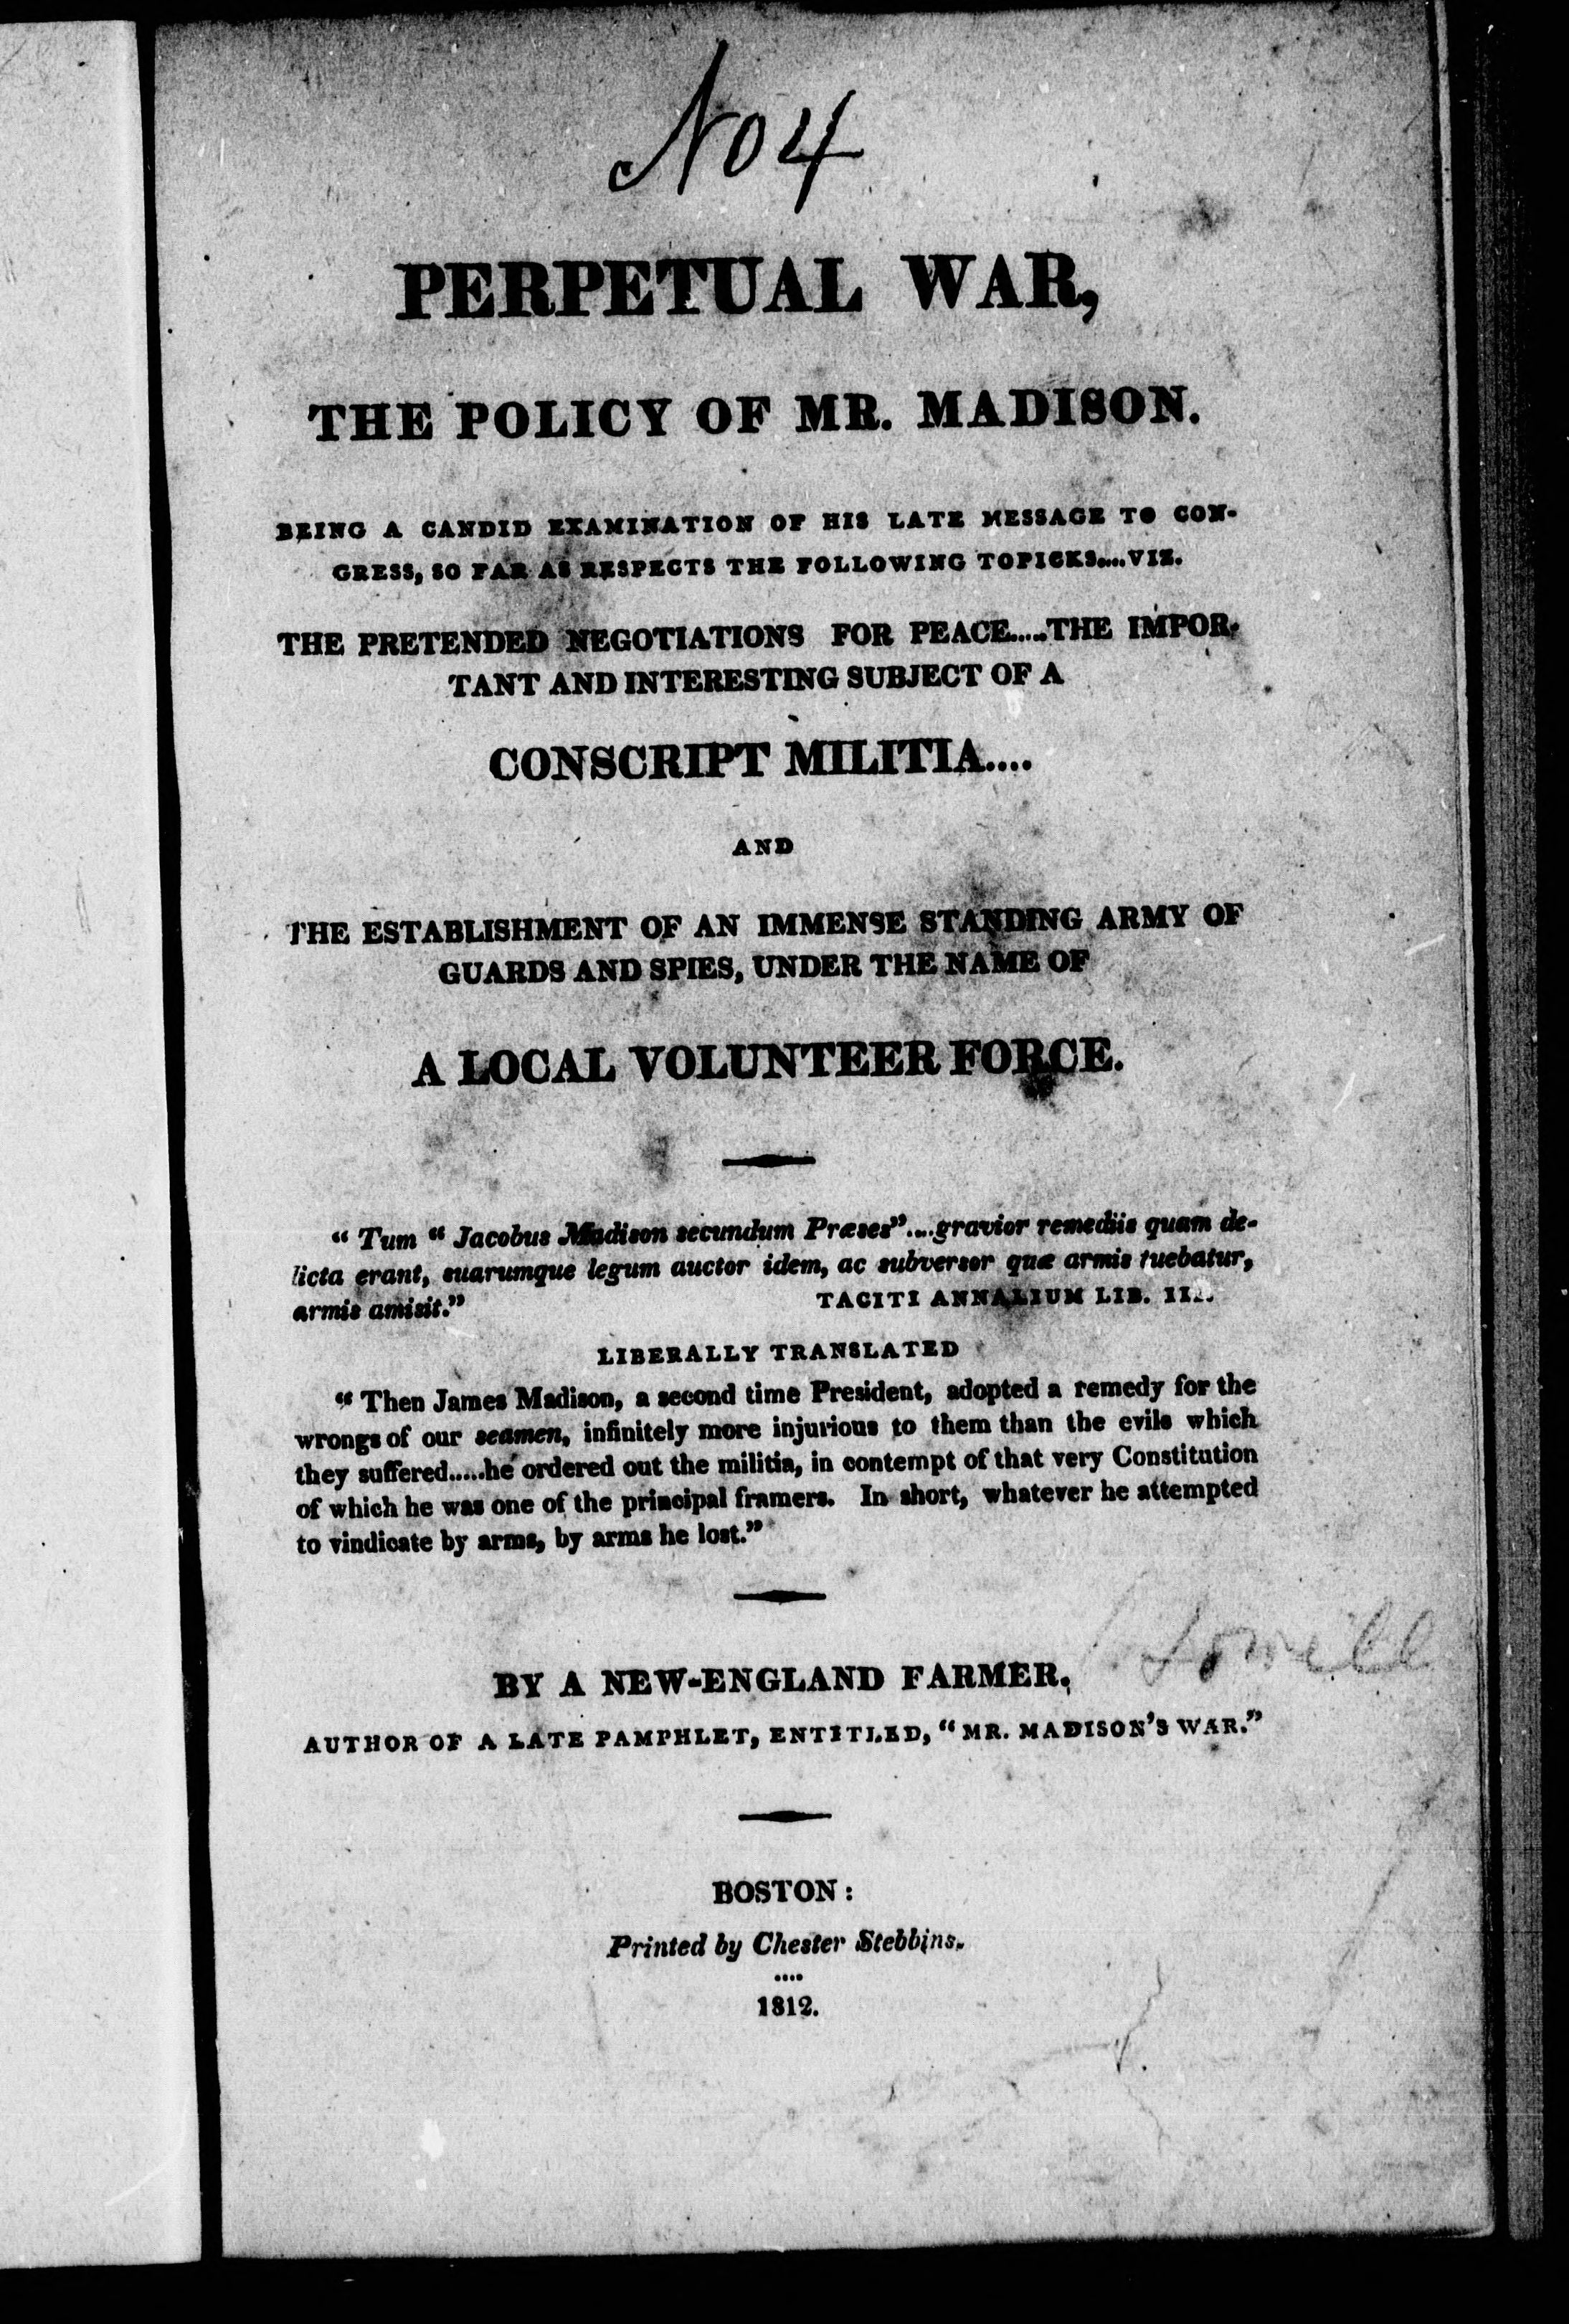 No 4
PERPETUAL WAR,
THE POLICY OF MR. MADISON.
BEING A CANDID EXAMINATION OF HIS LATE MESSAGE TO CON-
GRESS, SO FAR AS RESPECTS THE FOLLOWING TOPICKS....VIZ.
THE PRETENDED NEGOTIATIONS FOR PEACE.....THE IMPOR-
TANT AND INTERESTING SUBJECT OF A
CONSCRIPT MILITIA....
AND
THE ESTABLISHMENT OF AN IMMENSE STANDING ARMY OF
GUARDS AND SPIES, UNDER THE NAME OF
A LOCAL VOLUNTEER FORCE.
“ Tum “ Jacobus Madison secundum Præses”....gravior remediis quam de-
licta erant, suarumque legum auctor idem, ac subversor quæ armis tuebatur,
armis amisit.” TACITI ANNALIUM LIB.
LIBERALLY TRANSLATED
“ Then James Madison, a second time President, adopted a remedy for the
wrongs of our seamen, infinitely more injurious to them than the evils which
they suffered.....he ordered out the militia, in contempt of that very Constitution
of which he was one of the principal framers. In short, whatever he attempted
to vindicate by arms, by arms he lost.”
Lowell
BY A NEW-ENGLAND FARMER,
AUTHOR OF A LATE PAMPHLET, ENTITLED, “MR. MADISON'S WAR.”
BOSTON :
Printed by Chester Stebbins.
....
1812.